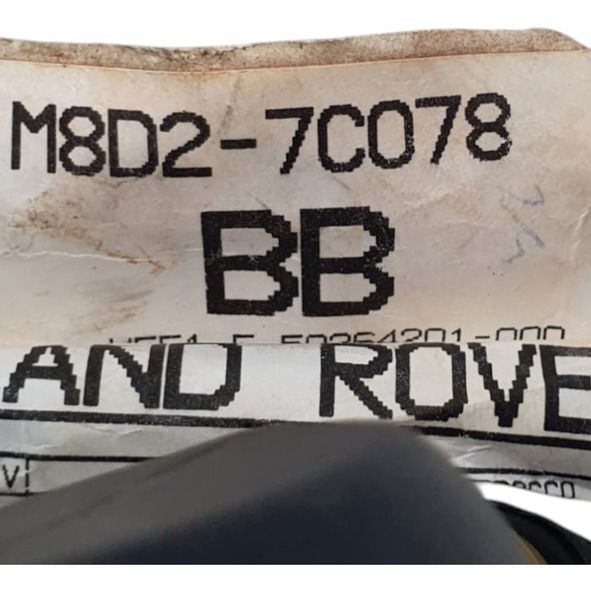 M8D2-7C078
BB
AND ROVE
V